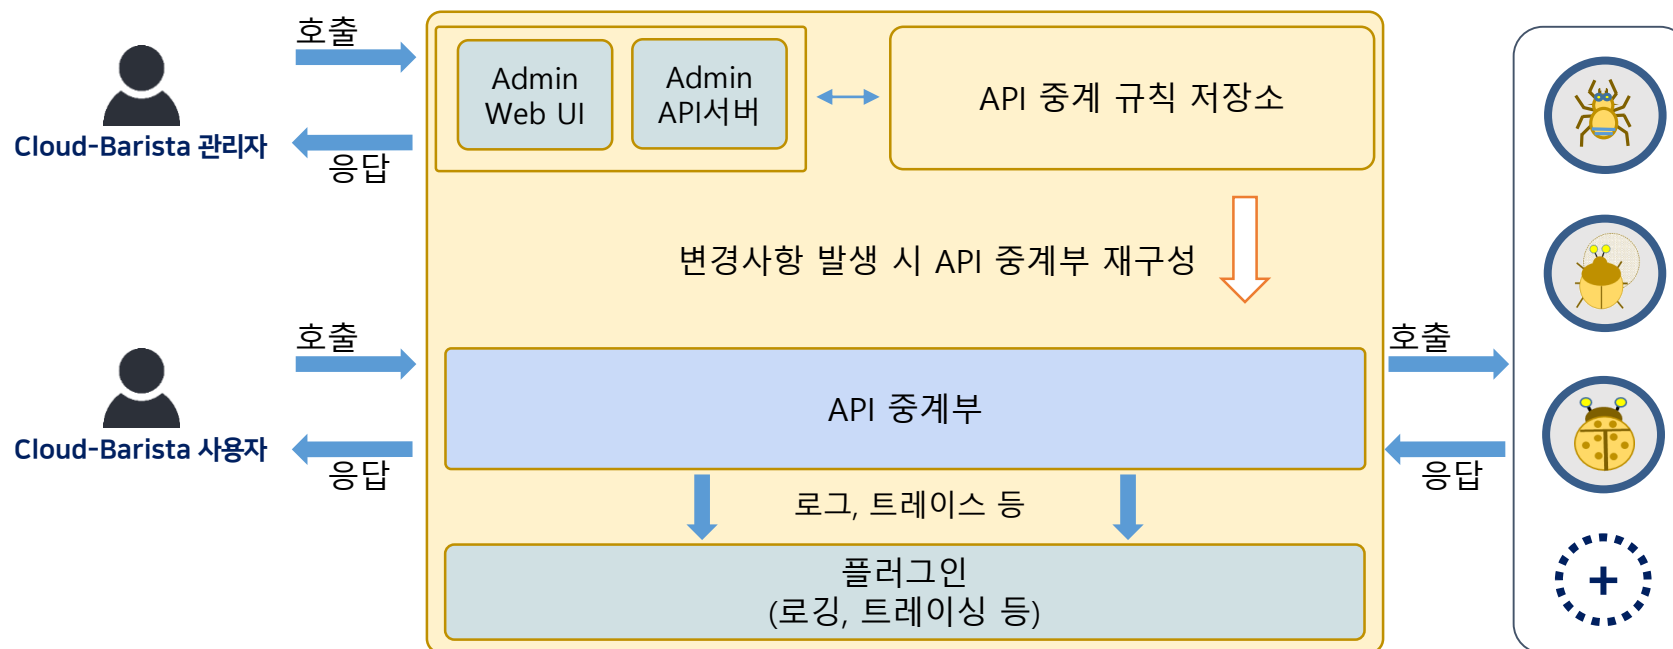 호출
Admin
Web UI
Admin
API서버
API 중계 규칙 저장소
Cloud-Barista 관리자
응답
변경사항 발생 시 API 중계부 재구성
호출
호출
API 중계부
Cloud-Barista 사용자
응답
응답
로그, 트레이스 등
플러그인
(로깅, 트레이싱 등)
+